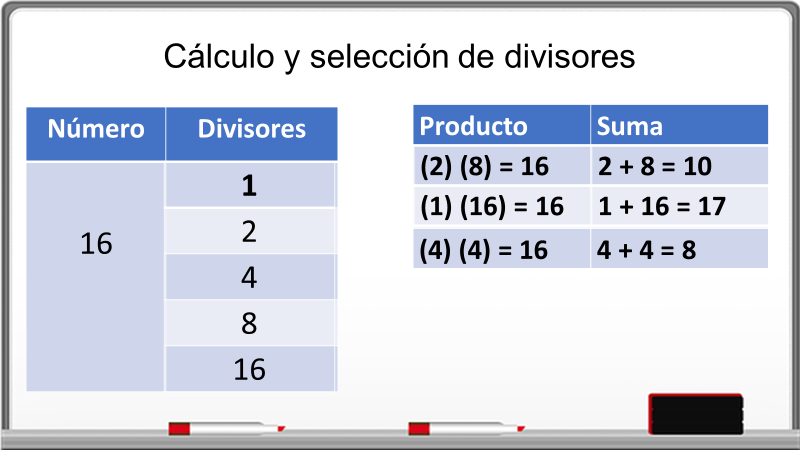 Cálculo y selección de divisores
Número Divisores
16
1
2
4
8
16
Producto Suma
(2) (8) = 16 2 + 8 = 10
(1) (16) = 16 1 + 16 = 17
(4) (4) = 16 4 + 4 = 8